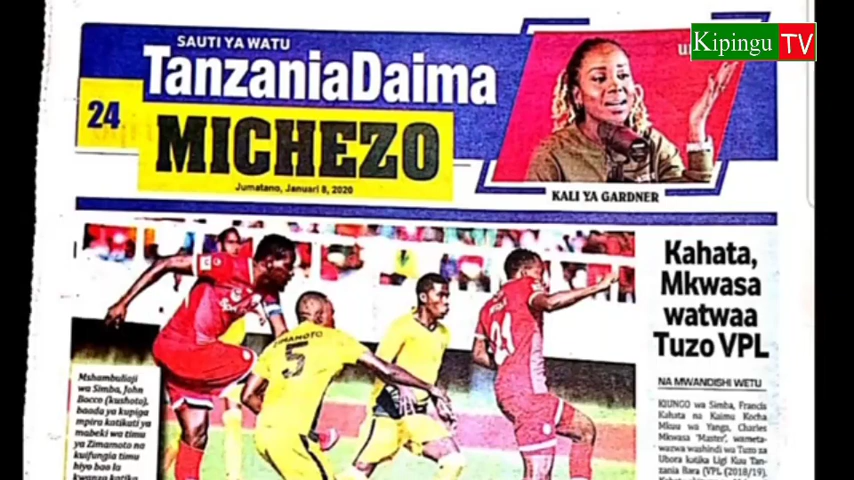 Kipingu TV
SAUTI YA WATU
TanzaniaDaima
24
MICHEZO
Jumatano, Januari 8, 2020
KALI YA GARDNER
Kahata,
Mkwasa
watwaa
Tuzo VPL
NA MWANDISHI WETU
KIUNGO wa Simba, Francis
Kahata na Kaimu Kocha
Mkuu wa Yanga, Charles
Mkwasa "Master", wameta-
wazwa washindi wa Tuzo za
Ubora katika Ligi Kuu Tan-
zania Bara (VPL) (2018/19).
ZIMAMOTO
5
24
Mshambuliaji
wa Simba, John
Bocco (kushoto),
baada ya kupiga
mpira katikati ya
mabeki wa timu
ya Zimamoto na
kuifungia timu
hiyo bao la